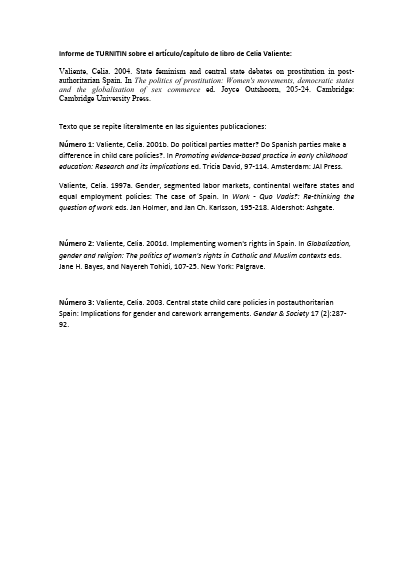 Informe de TURNITIN sobre el artículo/capítulo de libro de Celia Valiente:
Valiente, Celia. 2004. State feminism and central state debates on prostitution in post-
authoritarian Spain. In The politics of prostitution: Women's movements, democratic states
and the globalisation of sex commerce ed. Joyce Outshoorn, 205-24. Cambridge:
Cambridge University Press.
Texto que se repite literalmente en las siguientes publicaciones:
Número 1: Valiente, Celia. 2001b. Do political parties matter? Do Spanish parties make a
difference in child care policies?. In Promoting evidence-based practice in early childhood
education: Research and its implications ed. Tricia David, 97-114. Amsterdam: JAI Press.
Valiente, Celia. 1997a. Gender, segmented labor markets, continental welfare states and
equal employment policies: The case of Spain. In Work - Quo Vadis?: Re-thinking the
question of work eds. Jan Holmer, and Jan Ch. Karlsson, 195-218. Aldershot: Ashgate.
Número 2: Valiente, Celia. 2001d. Implementing women's rights in Spain. In Globalization,
gender and religion: The politics of women's rights in Catholic and Muslim contexts eds.
Jane H. Bayes, and Nayereh Tohidi, 107-25. New York: Palgrave.
Número 3: Valiente, Celia. 2003. Central state child care policies in postauthoritarian
Spain: Implications for gender and carework arrangements. Gender & Society 17 (2):287-
92.